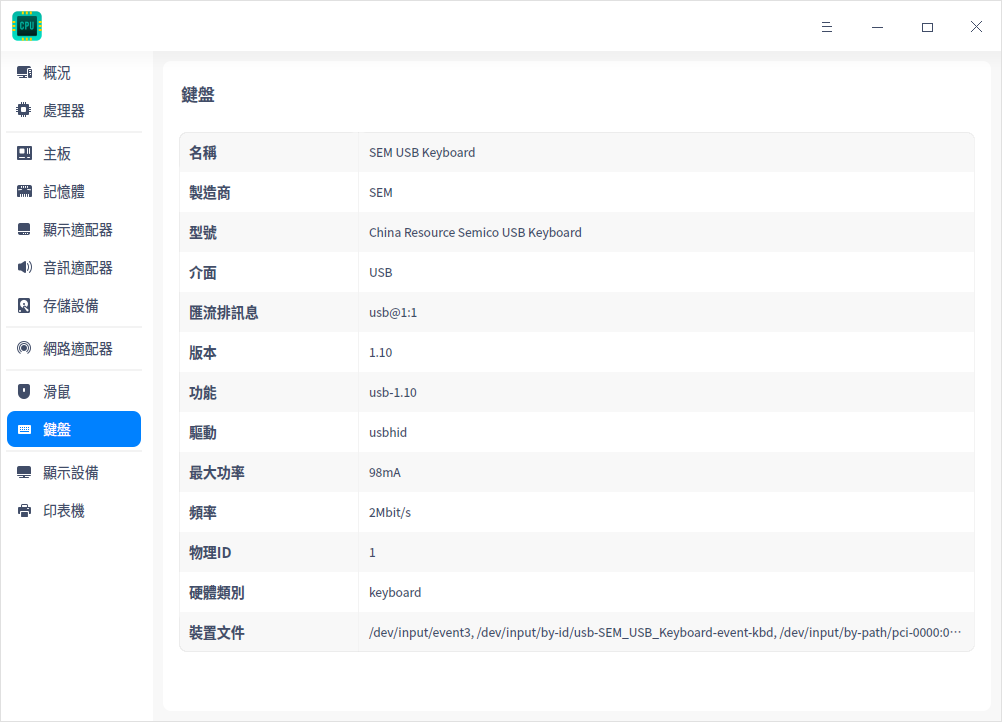 CPU
概況
處理器
主板
記憶體
顯示適配器
音訊適配器
存儲設備
網路適配器
滑鼠
鍵盤
顯示設備
印表機
鍵盤
名稱 SEM USB Keyboard
製造商 SEM
型號 China Resource Semico USB Keyboard
介面 USB
匯流排訊息 usb@1:1
版本 1.10
功能 usb-1.10
驅動 usbhid
最大功率 98mA
頻率 2Mbit/s
物理ID 1
硬體類別 keyboard
裝置文件 /dev/input/event3, /dev/input/by-id/usb-SEM_USB_Keyboard-event-kbd, /dev/input/by-path/pci-0000:0⋯